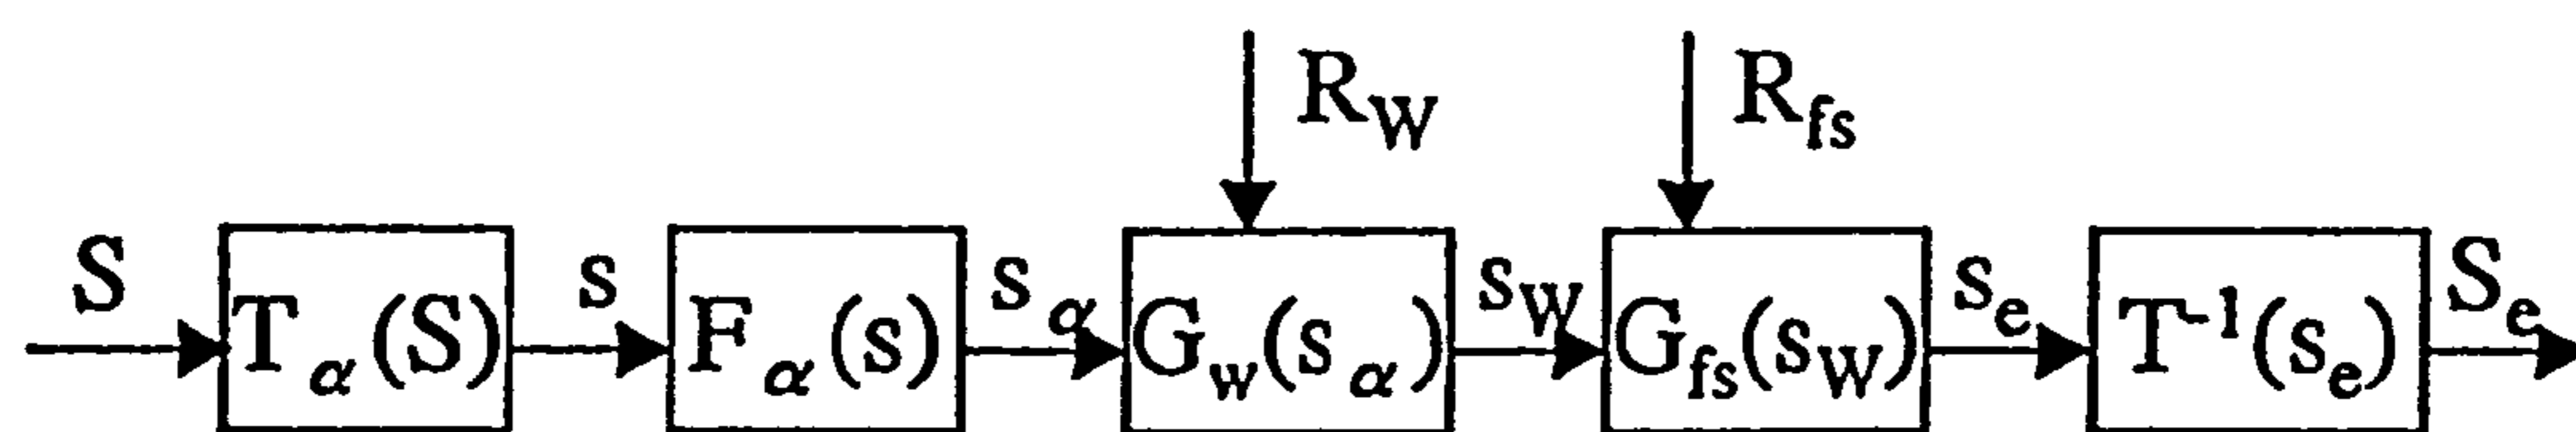 R_W R_fs
S s s_α s_W s_e S_e
T_α(S) F_α(s) G_w(s_α) G_fs(s_W) T^-1(s_e)